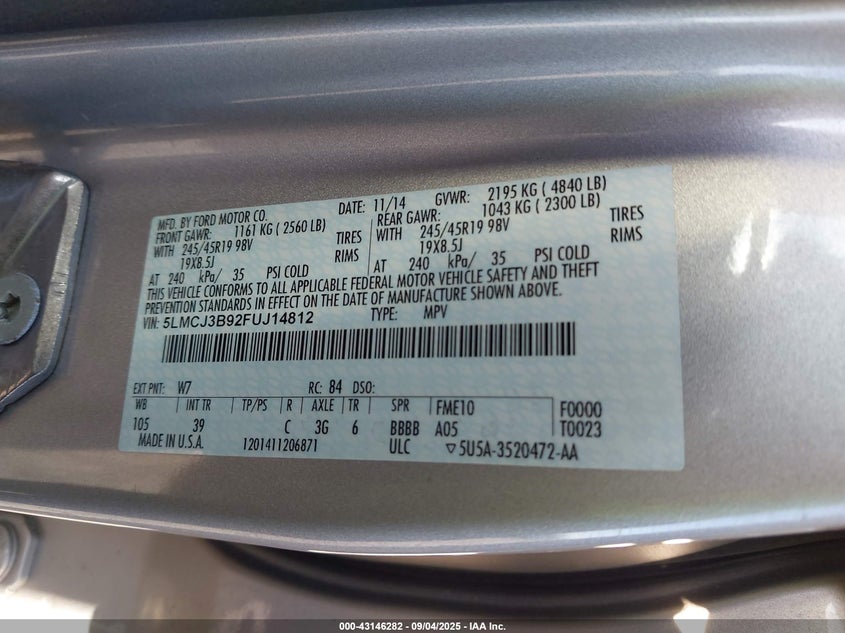 MFD. BY FORD MOTOR CO. DATE: 11/14 GVWR: 2195 KG ( 4840 LB)
FRONT GAWR: 1161 KG ( 2560 LB) REAR GAWR: 1043 KG ( 2300 LB)
WITH 245/45R19 98V TIRES WITH 245/45R19 98V TIRES
19X8.5J RIMS 19X8.5J RIMS
AT 240 kPa/ 35 PSI COLD AT 240 kPa/ 35 PSI COLD
THIS VEHICLE CONFORMS TO ALL APPLICABLE FEDERAL MOTOR VEHICLE SAFETY AND THEFT
PREVENTION STANDARDS IN EFFECT ON THE DATE OF MANUFACTURE SHOWN ABOVE.
VIN: 5LMCJ3B92FUJ14812 TYPE: MPV
EXT PNT: W7 RC: 84 DSO:
WB INT TR TP/PS R AXLE TR SPR FME10 F0000
105 39 C 3G 6 BBBB A05 T0023
MADE IN U.S.A. 1201411206871 ULC ▽5U5A-3520472-AA
000-43146282 - 09/04/2025 - IAA Inc.